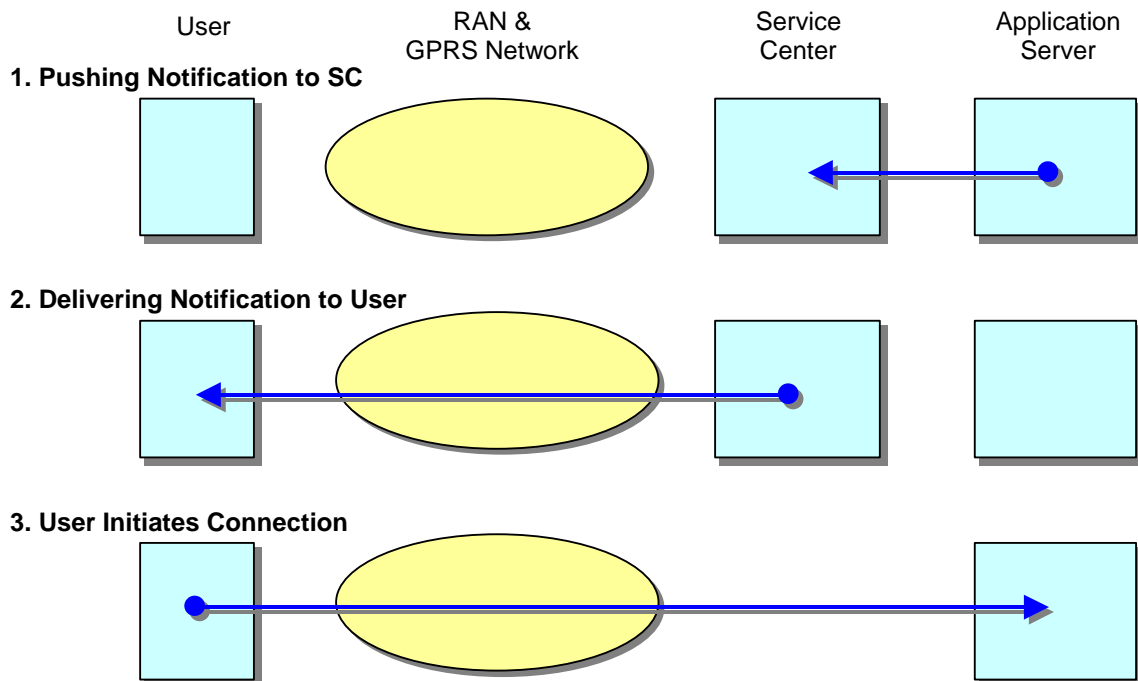 User
RAN &
GPRS Network
Service
Center
Application
Server
1. Pushing Notification to SC
2. Delivering Notification to User
3. User Initiates Connection